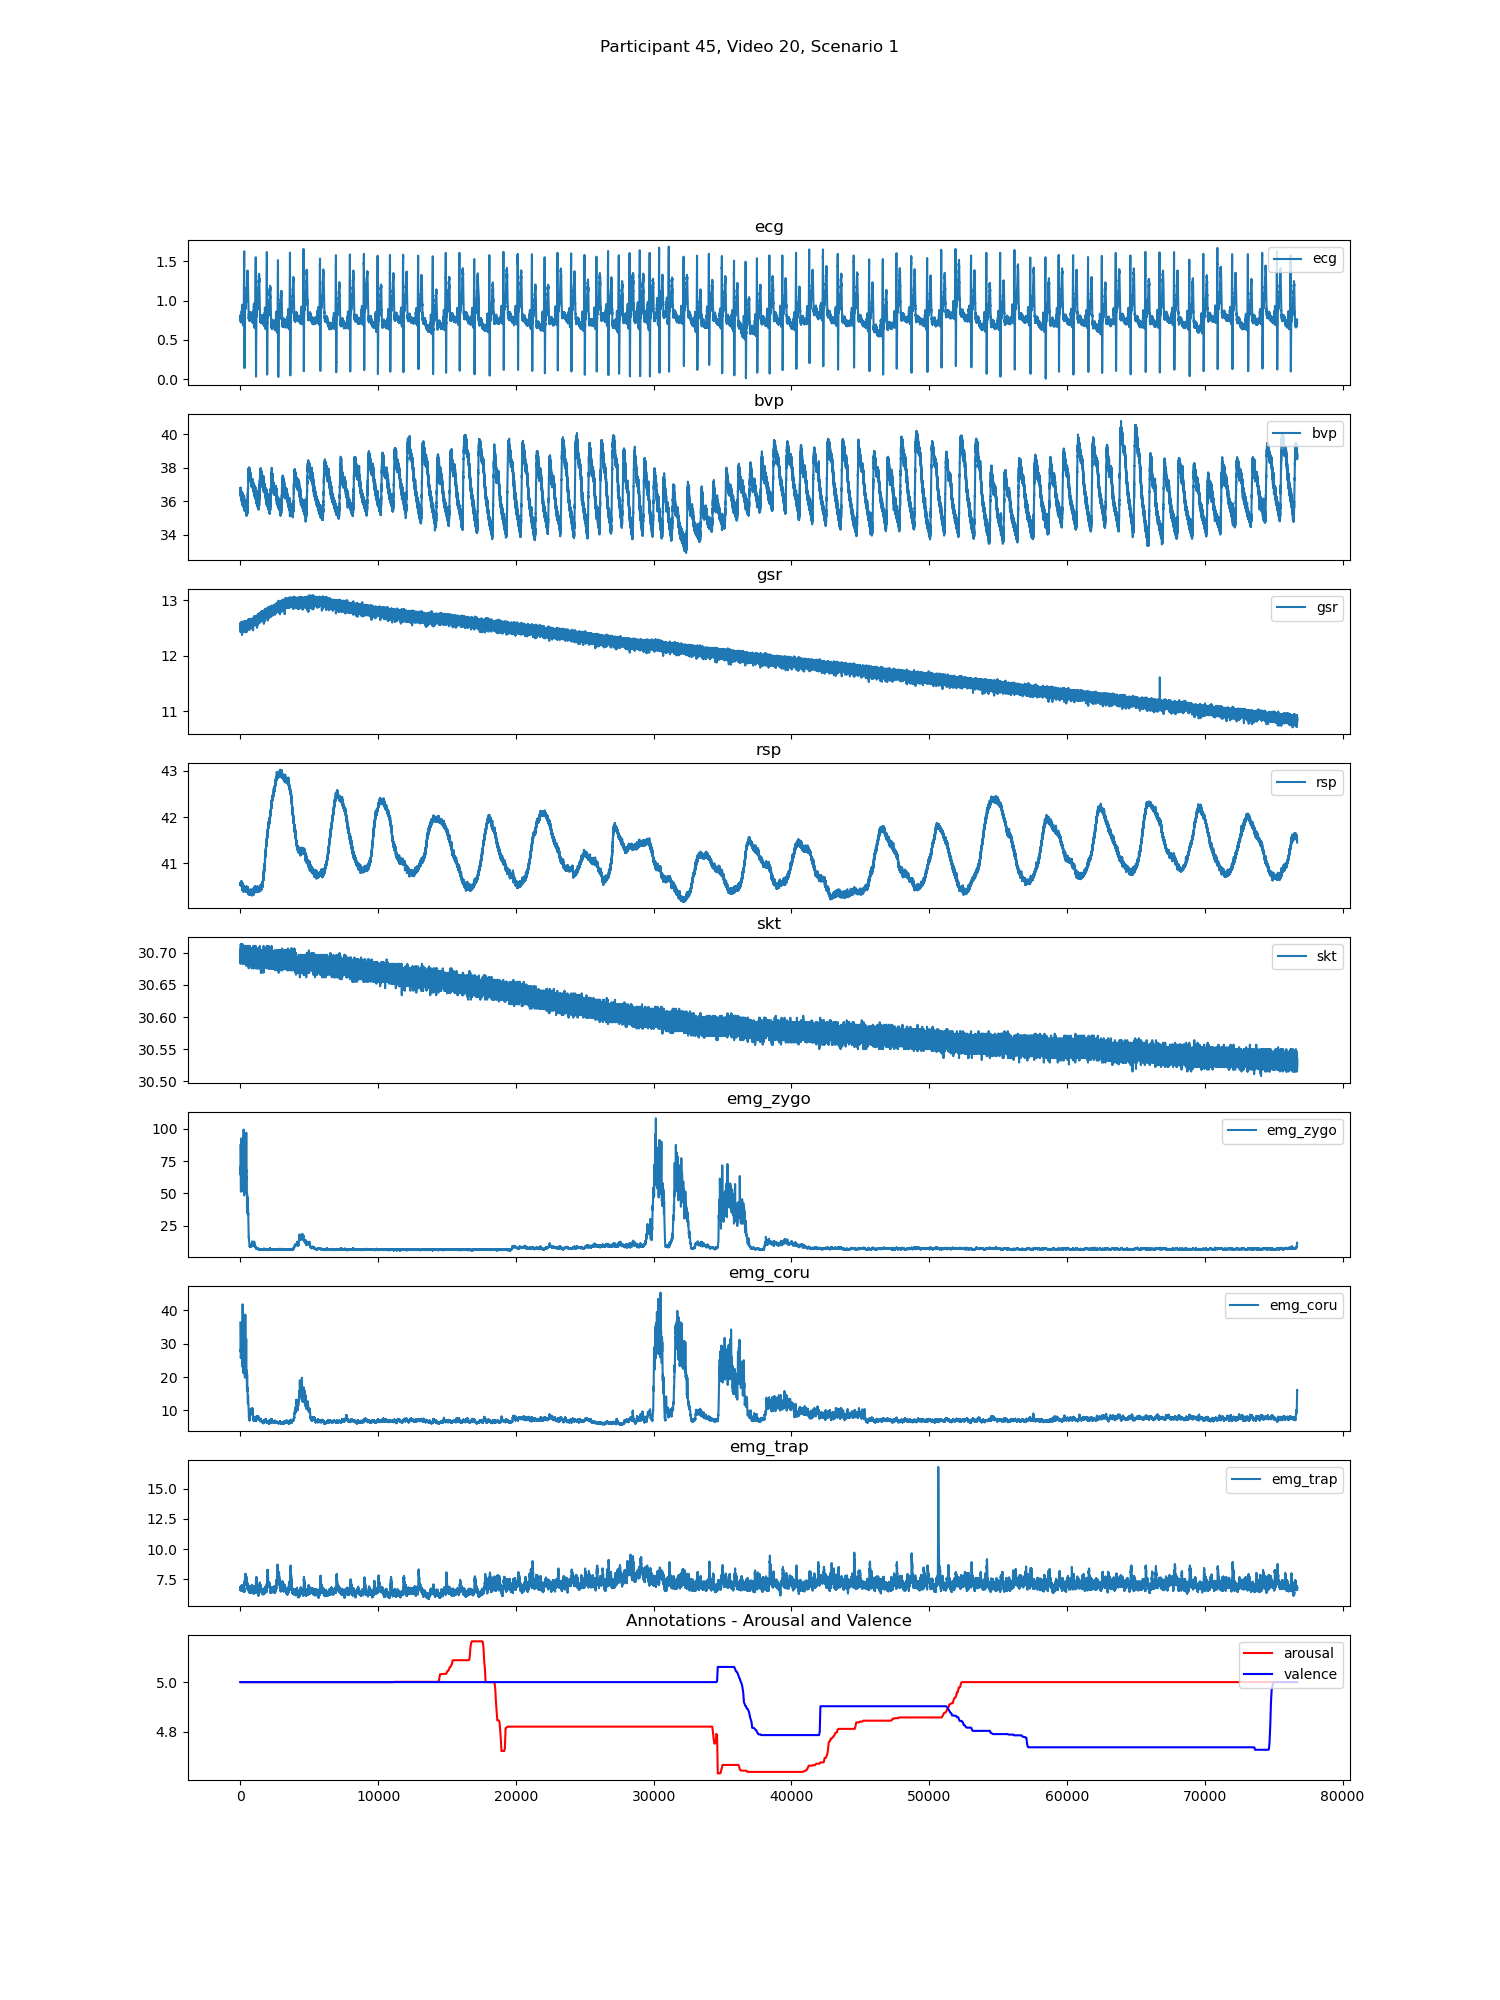 Participant 45, Video 20, Scenario 1
ecg
1.5
1.0
0.5
0.0
ecg
bvp
40
38
36
34
bvp
gsr
13
12
11
gsr
rsp
43
42
41
rsp
skt
30.70
30.65
30.60
30.55
30.50
skt
emg_zygo
100
75
50
25
emg_zygo
emg_coru
40
30
20
10
emg_coru
emg_trap
15.0
12.5
10.0
7.5
emg_trap
Annotations - Arousal and Valence
5.0
4.8
arousal
valence
0 10000 20000 30000 40000 50000 60000 70000 80000